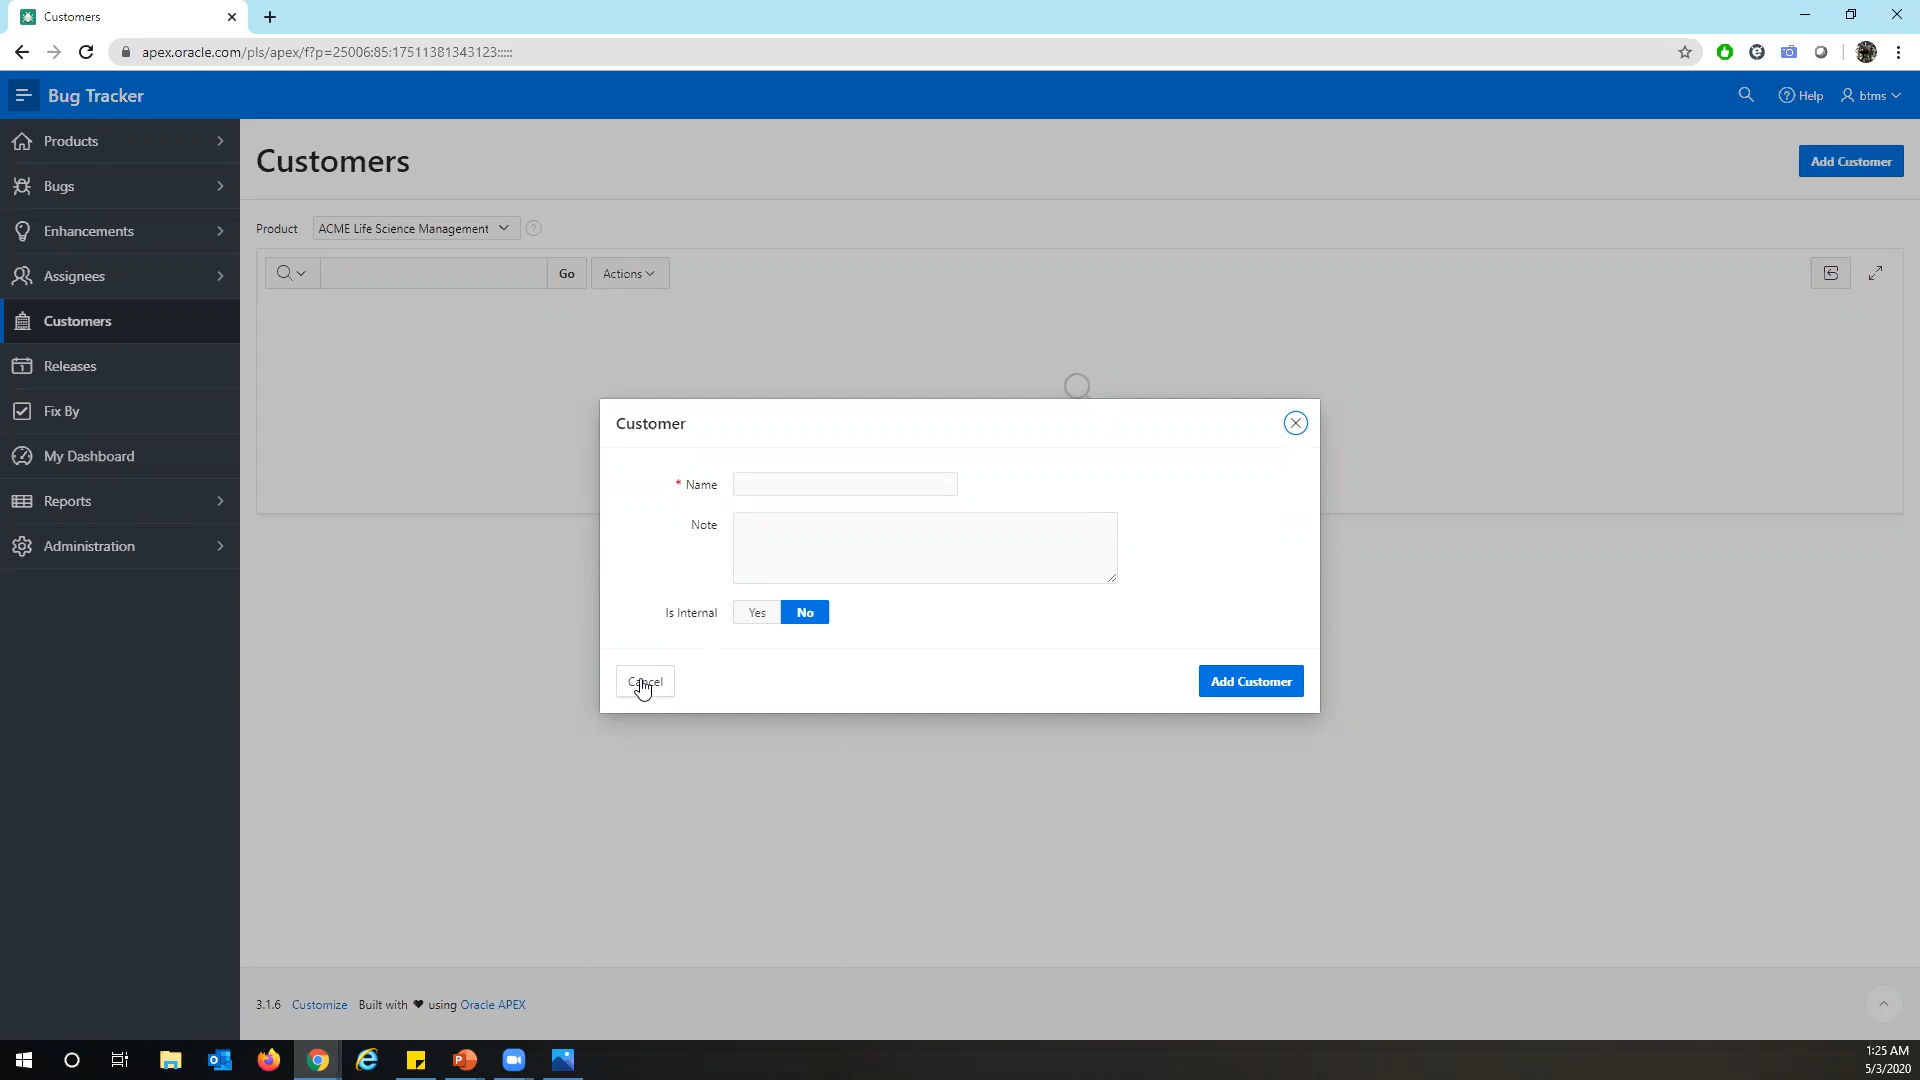 Customers
apex.oracle.com/pls/apex/f?p=25006:85:17511381343123:::::
Bug Tracker
Help
btms
Products
Bugs
Enhancements
Assignees
Customers
Releases
Fix By
My Dashboard
Reports
Administration
Customers
Add Customer
Product
ACME Life Science Management
Go
Actions
Customer
* Name
Note
Is Internal
Yes
No
Cancel
Add Customer
3.1.6 Customize Built with ❤ using Oracle APEX
1:25 AM
5/3/2020